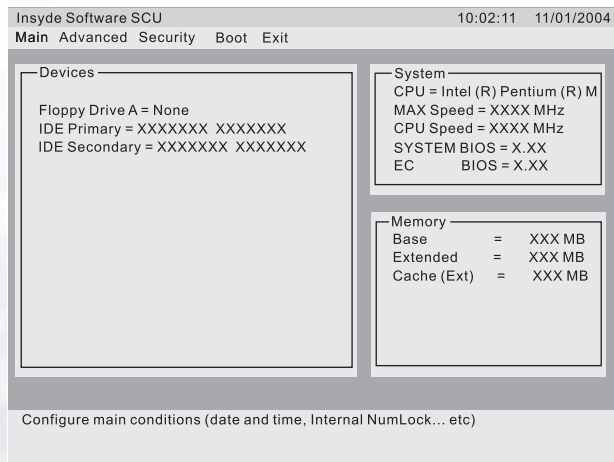 Insyde Software SCU 10:02:11 11/01/2004
Main Advanced Security Boot Exit
Devices
Floppy Drive A = None
IDE Primary = XXXXXXX XXXXXXX
IDE Secondary = XXXXXXX XXXXXXX
System
CPU = Intel (R) Pentium (R) M
MAX Speed = XXXX MHz
CPU Speed = XXXX MHz
SYSTEM BIOS = X.XX
EC BIOS = X.XX
Memory
Base = XXX MB
Extended = XXX MB
Cache (Ext) = XXX MB
Configure main conditions (date and time, Internal NumLock... etc)